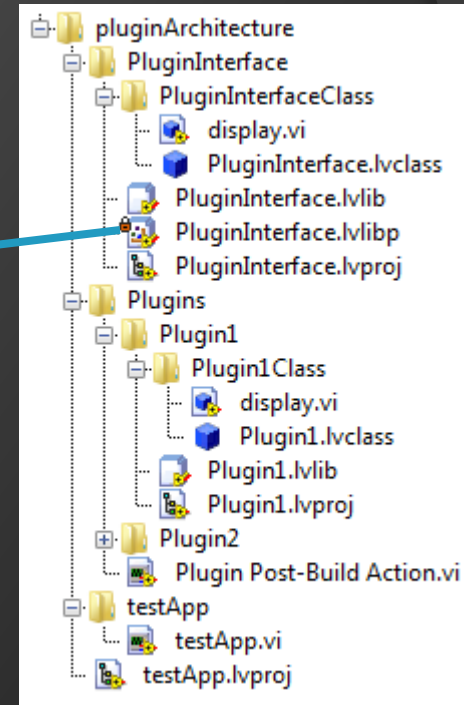 pluginArchitecture
PluginInterface
PluginInterfaceClass
display.vi
PluginInterface.lvclass
PluginInterface.lvlib
PluginInterface.lvlibp
PluginInterface.lvproj
Plugins
Plugin1
Plugin1Class
display.vi
Plugin1.lvclass
Plugin1.lvlib
Plugin1.lvproj
Plugin2
Plugin Post-Build Action.vi
testApp
testApp.vi
testApp.lvproj